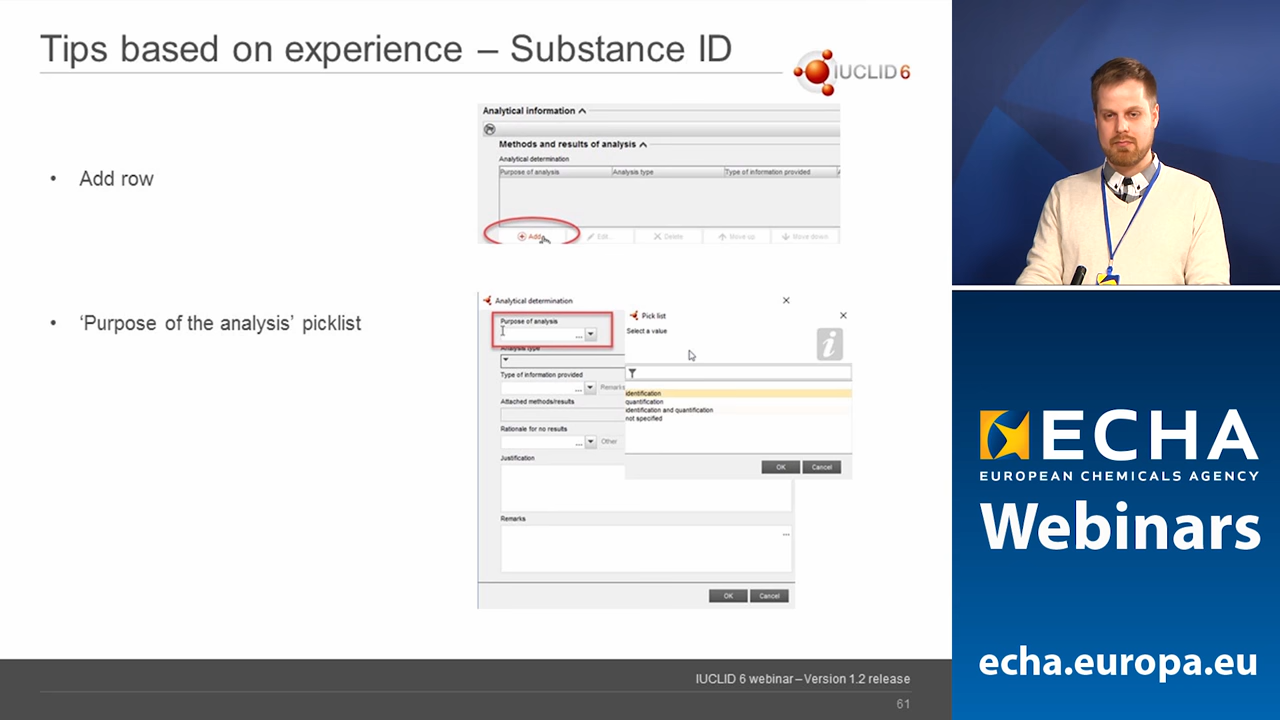 Tips based on experience – Substance ID
IUCLID 6
• Add row
Analytical information
Methods and results of analysis
Analytical determination
Purpose of analysis Analysis type Type of information provided
Add Edit... Delete Move up Move down
• ‘Purpose of the analysis’ picklist
Analytical determination
Purpose of analysis
...
Analysis type
Type of information provided
... Remarks
Attached methods/results
Rationale for no results
... Other
Justification
Remarks
...
OK Cancel
Pick list
Select a value
identification
quantification
identification and quantification
not specified
OK Cancel
IUCLID 6 webinar – Version 1.2 release
61
ECHA
EUROPEAN CHEMICALS AGENCY
Webinars
echa.europa.eu